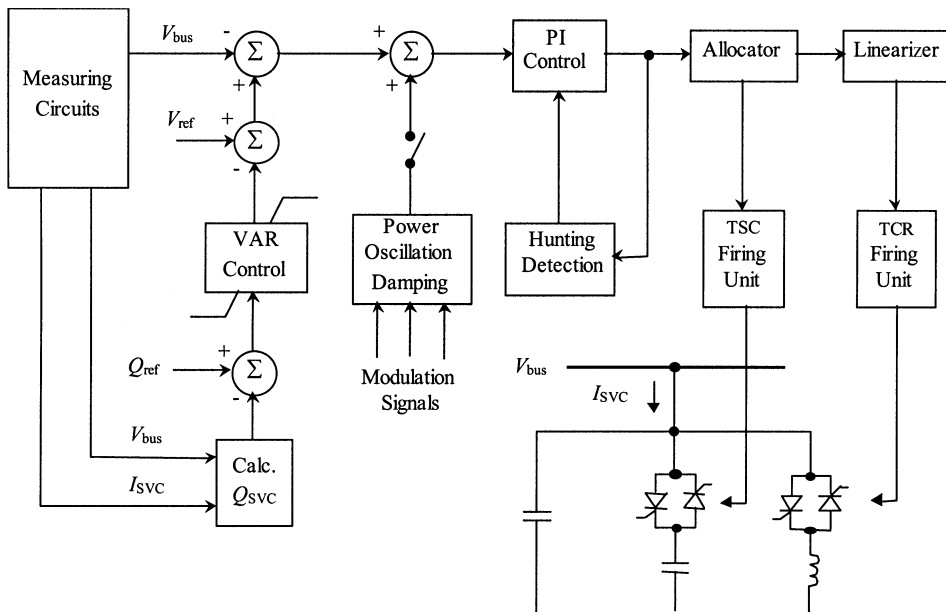 Measuring
Circuits
Vbus
-
Σ
+
Vref
+
Σ
-
VAR
Control
Qref
+
Σ
-
Vbus
ISVC
Calc.
QSVC
+
Σ
+
Power
Oscillation
Damping
Modulation
Signals
PI
Control
Hunting
Detection
Allocator
Linearizer
TSC
Firing
Unit
TCR
Firing
Unit
Vbus
ISVC